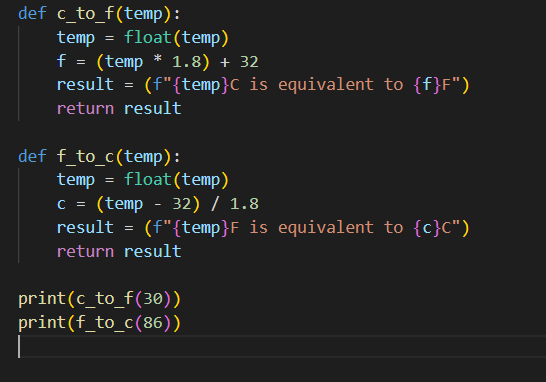 def c_to_f(temp):
    temp = float(temp)
    f = (temp * 1.8) + 32
    result = (f"{temp}C is equivalent to {f}F")
    return result

def f_to_c(temp):
    temp = float(temp)
    c = (temp - 32) / 1.8
    result = (f"{temp}F is equivalent to {c}C")
    return result

print(c_to_f(30))
print(f_to_c(86))